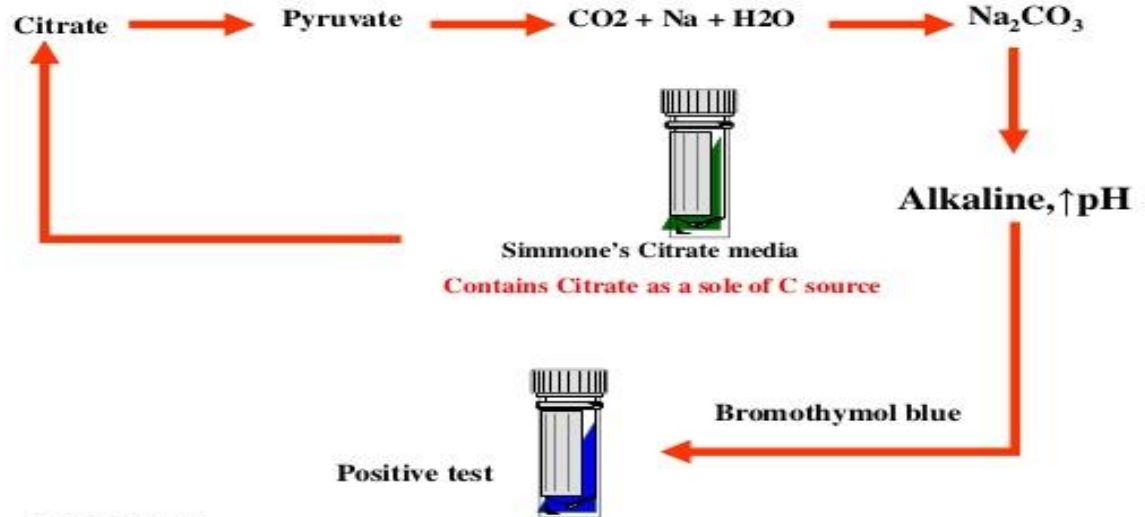 Citrate
Pyruvate
CO2 + Na + H2O
Na₂CO₃
Alkaline,↑pH
Simmone's Citrate media
Contains Citrate as a sole of C source
Bromothymol blue
Positive test